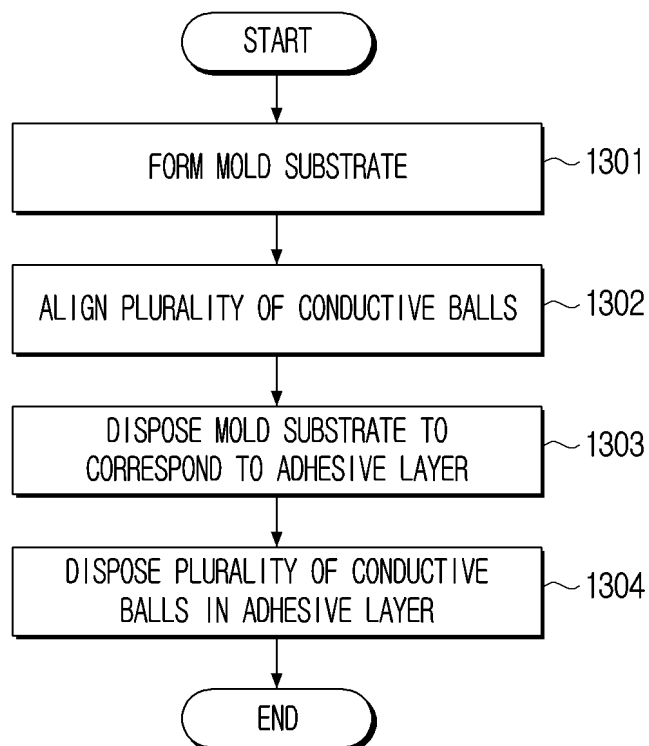 START
FORM MOLD SUBSTRATE
1301
ALIGN PLURALITY OF CONDUCTIVE BALLS
1302
DISPOSE MOLD SUBSTRATE TO
CORRESPOND TO ADHESIVE LAYER
1303
DISPOSE PLURALITY OF CONDUCTIVE
BALLS IN ADHESIVE LAYER
1304
END